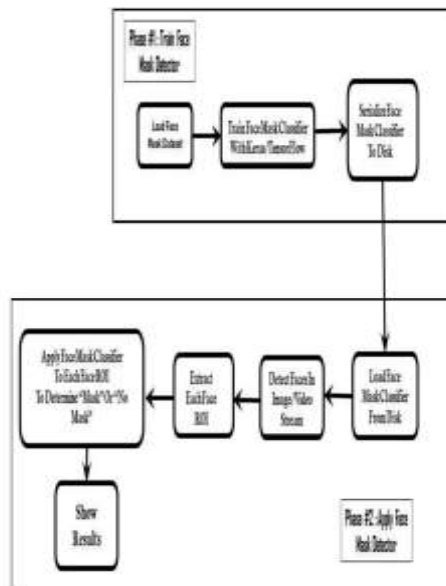 Phase #1: Train Face
Mask Detector
Load Face
Mask Dataset
Train Face Mask Classifier
With Keras/Tensorflow
Serialize Face
Mask Classifier
To Disk
Load Face
Mask Classifier
From Disk
Detect Faces In
Image/Video
Stream
Extract
Each Face
ROI
Apply Face Mask Classifier
To Each Face ROI
To Determine "Mask" Or "No
Mask"
Show
Results
Phase #2: Apply Face
Mask Detector